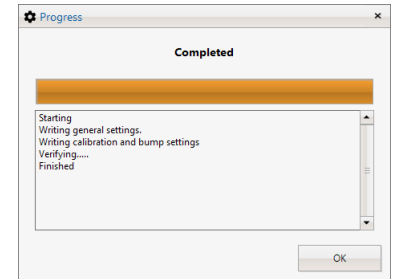 Progress
Completed
Starting
Writing general settings.
Writing calibration and bump settings
Verifying.....
Finished
OK